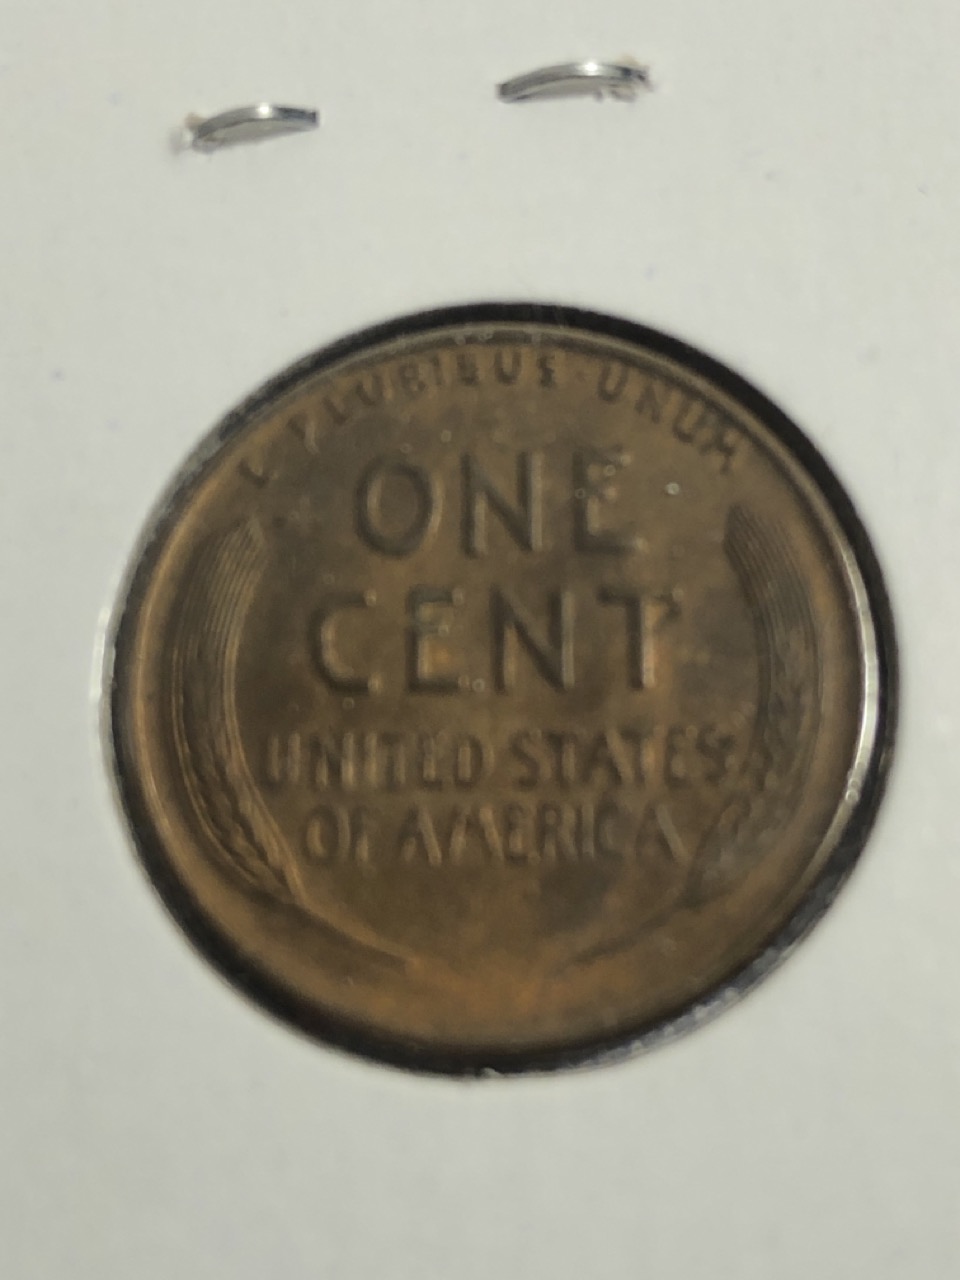 E PLURIBUS · UNUM
ONE
CENT
UNITED STATES
OF AMERICA